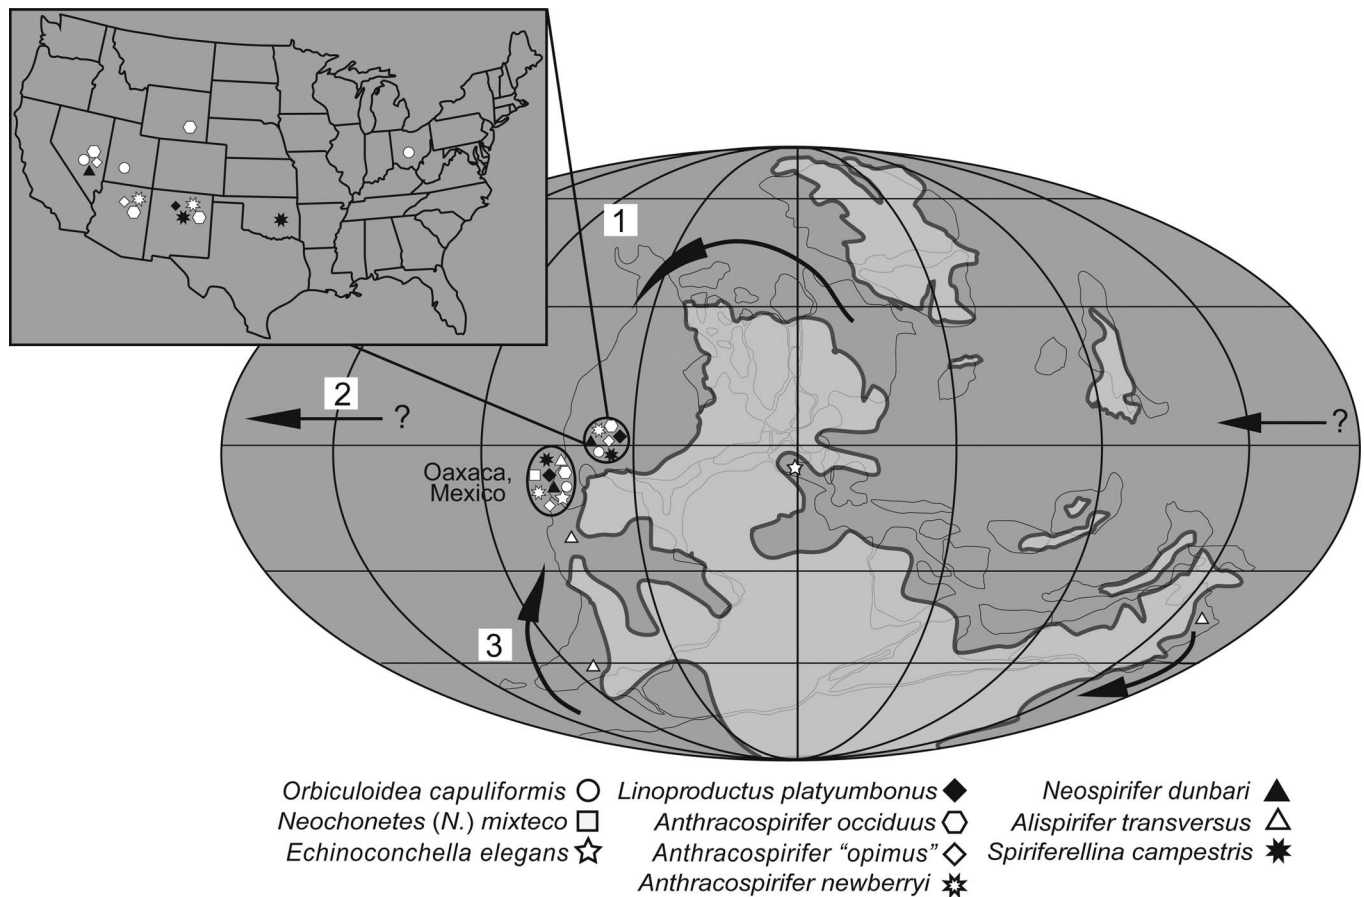 1
2
?
?
Oaxaca,
Mexico
3
Orbiculoidea capuliformis
Neochonetes (N.) mixteco
Echinoconchella elegans
Linoproductus platyumbonus
Anthracospirifer occiduus
Anthracospirifer “opimus”
Anthracospirifer newberryi
Neospirifer dunbari
Alispirifer transversus
Spiriferellina campestris